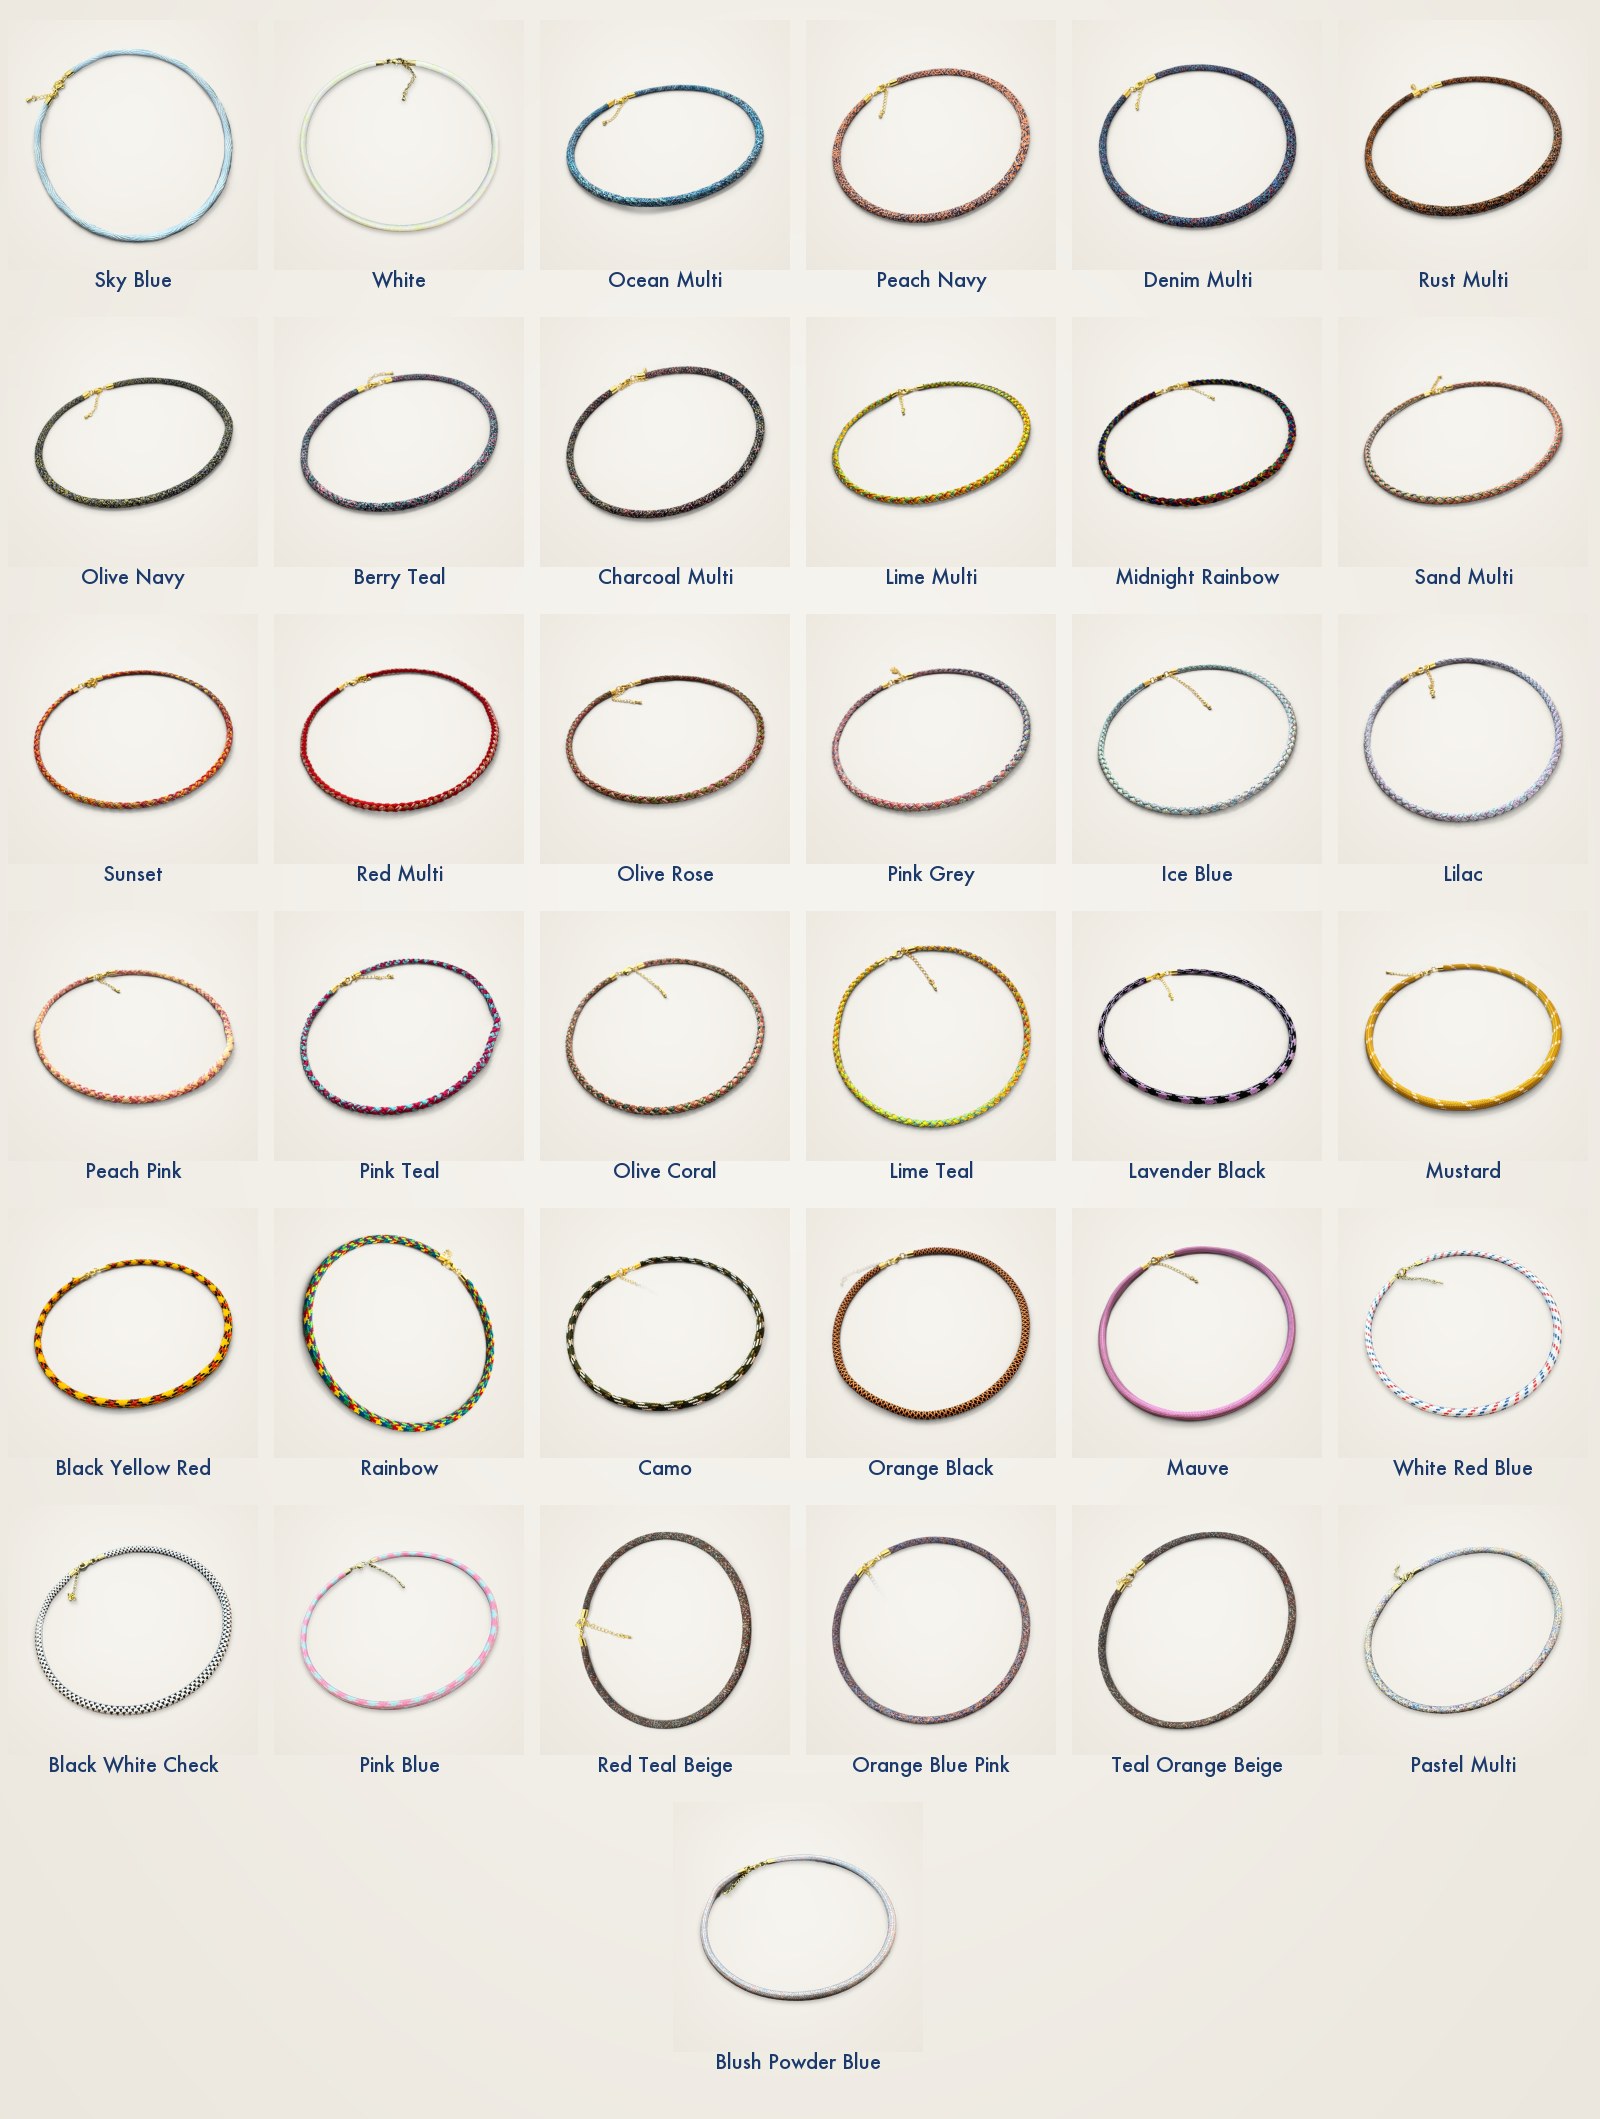 Sky Blue
White
Ocean Multi
Peach Navy
Denim Multi
Rust Multi
Olive Navy
Berry Teal
Charcoal Multi
Lime Multi
Midnight Rainbow
Sand Multi
Sunset
Red Multi
Olive Rose
Pink Grey
Ice Blue
Lilac
Peach Pink
Pink Teal
Olive Coral
Lime Teal
Lavender Black
Mustard
Black Yellow Red
Rainbow
Camo
Orange Black
Mauve
White Red Blue
Black White Check
Pink Blue
Red Teal Beige
Orange Blue Pink
Teal Orange Beige
Pastel Multi
Blush Powder Blue